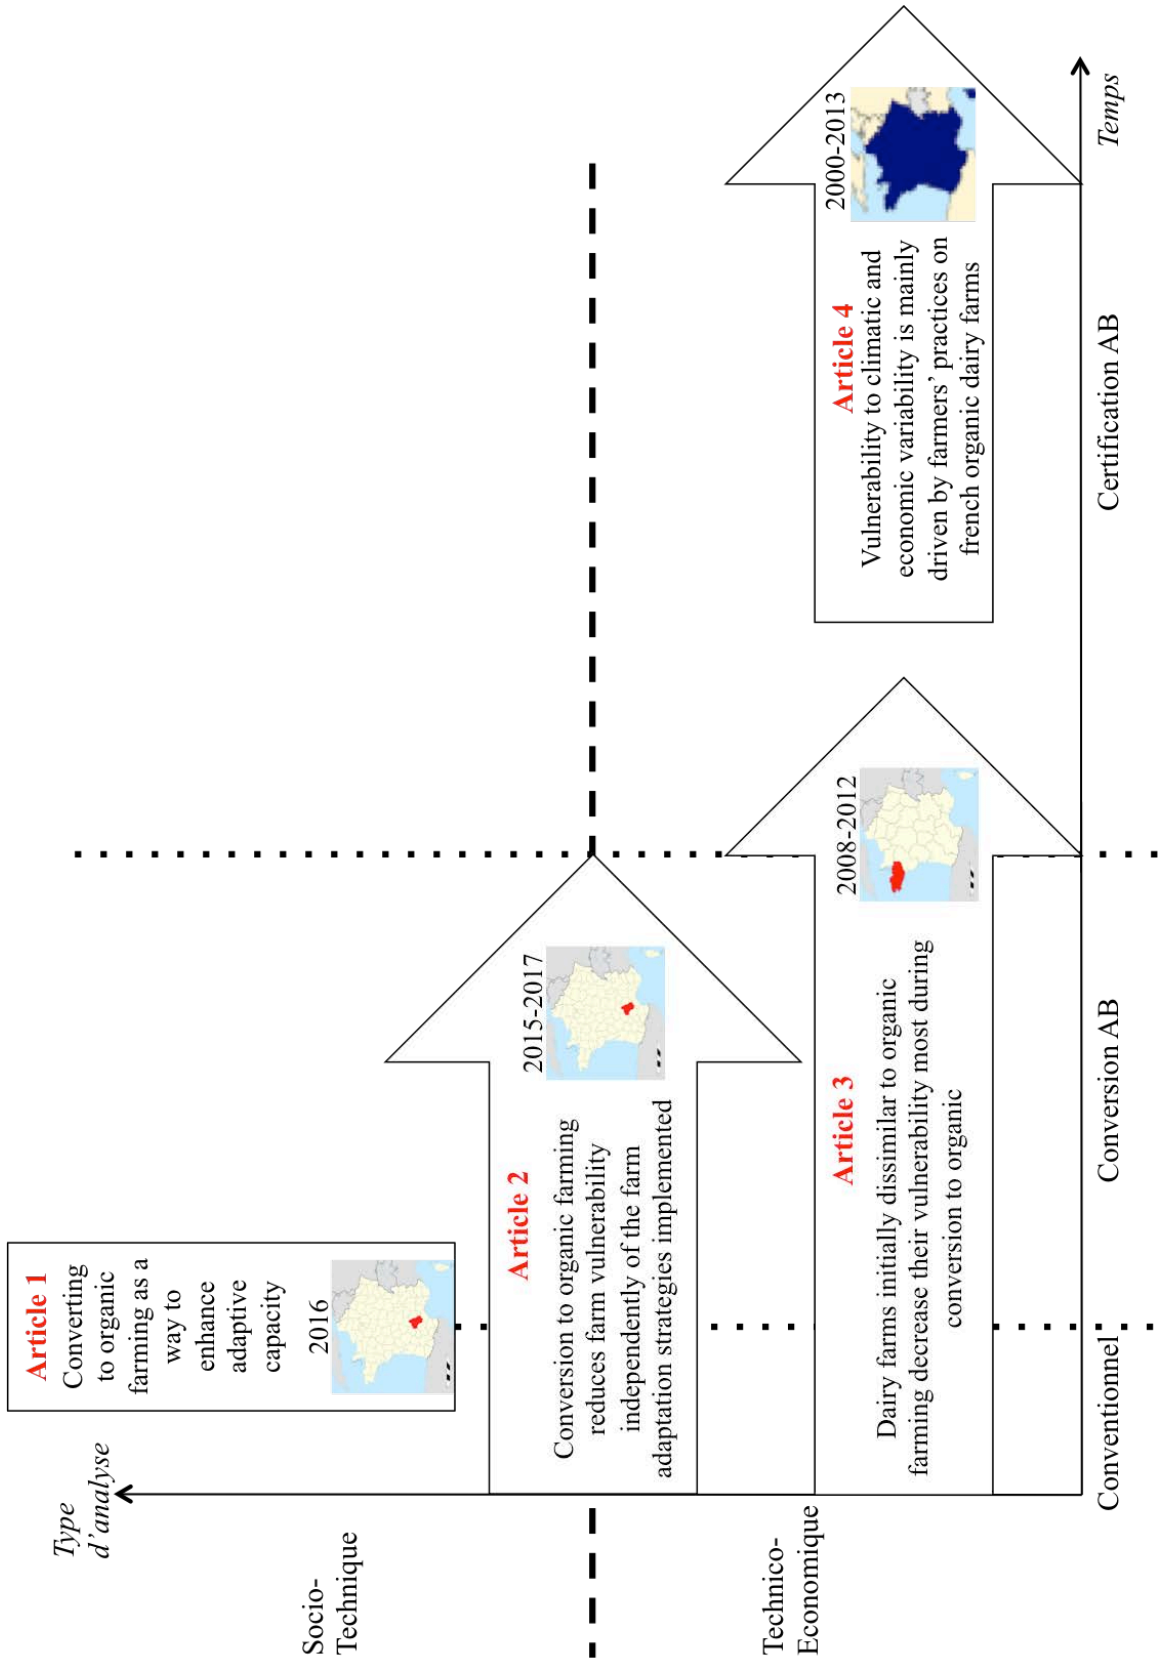 Type
d'analyse
Socio-
Technique
Technico-
Economique
Article 1
Converting
to organic
farming as a
way to
enhance
adaptive
capacity
2016
Article 2
Conversion to organic farming
reduces farm vulnerability
independently of the farm
adaptation strategies implemented
2015-2017
Article 3
Dairy farms initially dissimilar to organic
farming decrease their vulnerability most during
conversion to organic
2008-2012
Article 4
Vulnerability to climatic and
economic variability is mainly
driven by farmers' practices on
french organic dairy farms
2000-2013
Conventionnel
Conversion AB
Certification AB
Temps